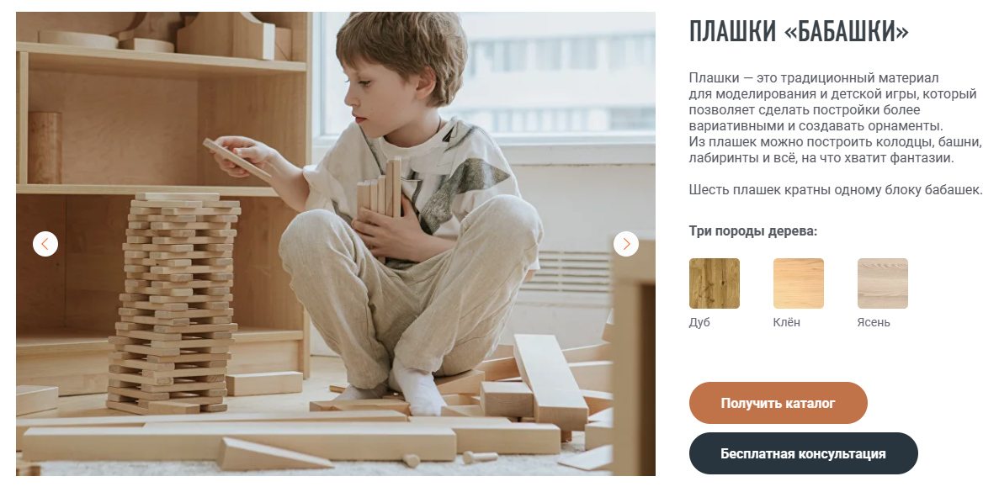 ПЛАШКИ «БАБАШКИ»
Плашки — это традиционный материал
для моделирования и детской игры, который
позволяет сделать постройки более
вариативными и создавать орнаменты.
Из плашек можно построить колодцы, башни,
лабиринты и всё, на что хватит фантазии.
Шесть плашек кратны одному блоку бабашек.
Три породы дерева:
Дуб
Клён
Ясень
Получить каталог
Бесплатная консультация